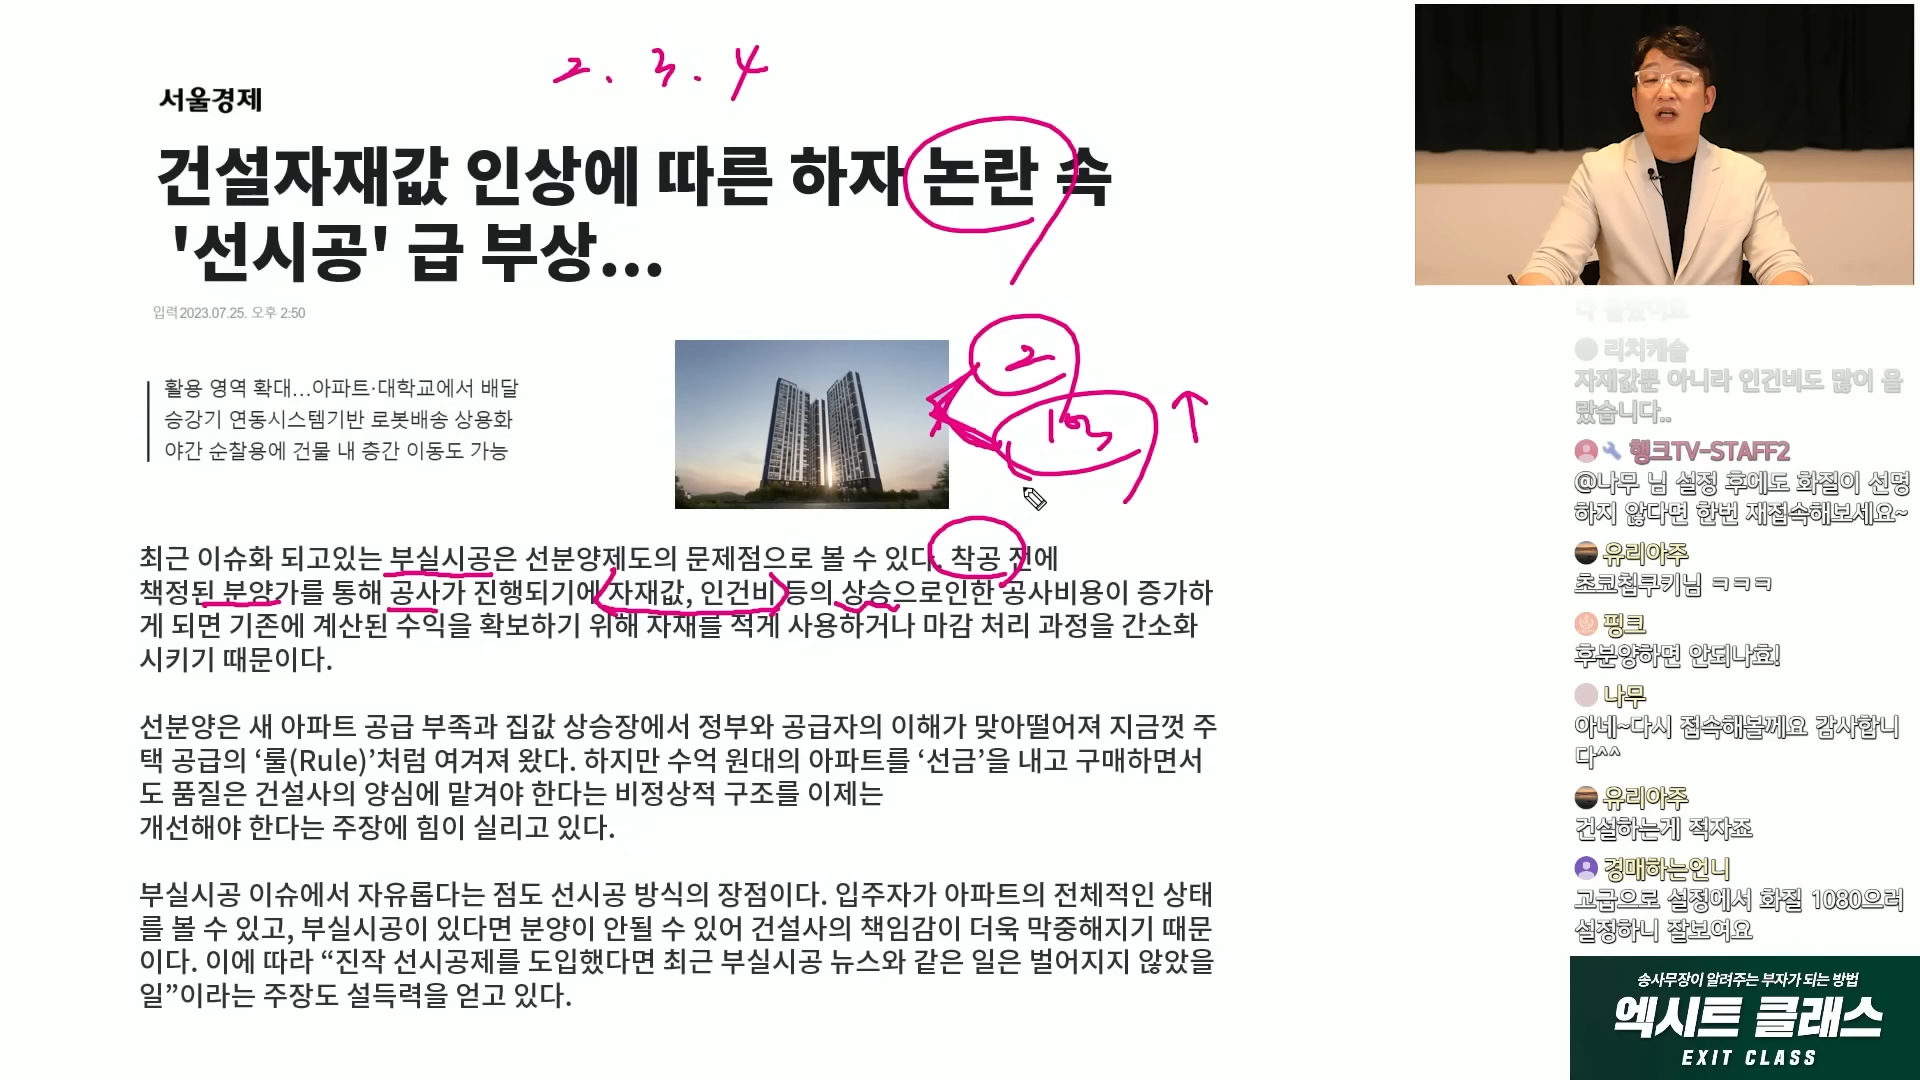 2. 3. 4
서울경제
건설자재값 인상에 따른 하자 논란 속
'선시공' 급 부상...
입력2023.07.25. 오후 2:50
활용 영역 확대...아파트·대학교에서 배달
승강기 연동시스템기반 로봇배송 상용화
야간 순찰용에 건물 내 층간 이동도 가능
2
최근 이슈화 되고있는 부실시공은 선분양제도의 문제점으로 볼 수 있다. 착공 전에
책정된 분양가를 통해 공사가 진행되기에 자재값, 인건비 등의 상승으로인한 공사비용이 증가하
게 되면 기존에 계산된 수익을 확보하기 위해 자재를 적게 사용하거나 마감 처리 과정을 간소화
시키기 때문이다.
선분양은 새 아파트 공급 부족과 집값 상승장에서 정부와 공급자의 이해가 맞아떨어져 지금껏 주
택 공급의 ‘룰(Rule)’처럼 여겨져 왔다. 하지만 수억 원대의 아파트를 ‘선금’을 내고 구매하면서
도 품질은 건설사의 양심에 맡겨야 한다는 비정상적 구조를 이제는
개선해야 한다는 주장에 힘이 실리고 있다.
부실시공 이슈에서 자유롭다는 점도 선시공 방식의 장점이다. 입주자가 아파트의 전체적인 상태
를 볼 수 있고, 부실시공이 있다면 분양이 안될 수 있어 건설사의 책임감이 더욱 막중해지기 때문
이다. 이에 따라 “진작 선시공제를 도입했다면 최근 부실시공 뉴스와 같은 일은 벌어지지 않았을
일”이라는 주장도 설득력을 얻고 있다.
다 올랐어요
리치캐슬
자재값뿐 아니라 인건비도 많이 올
랐습니다..
행크TV-STAFF2
@나무 님 설정 후에도 화질이 선명
하지 않다면 한번 재접속해보세요~
유리아주
초코칩쿠키님 ㅋㅋㅋ
핑크
후분양하면 안되나효!
나무
아네~다시 접속해볼께요 감사합니
다^^
유리아주
건설하는게 적자죠
경매하는언니
고급으로 설정에서 화질 1080으러
설정하니 잘보여요
송사무장이 알려주는 부자가 되는 방법
엑시트 클래스
EXIT CLASS